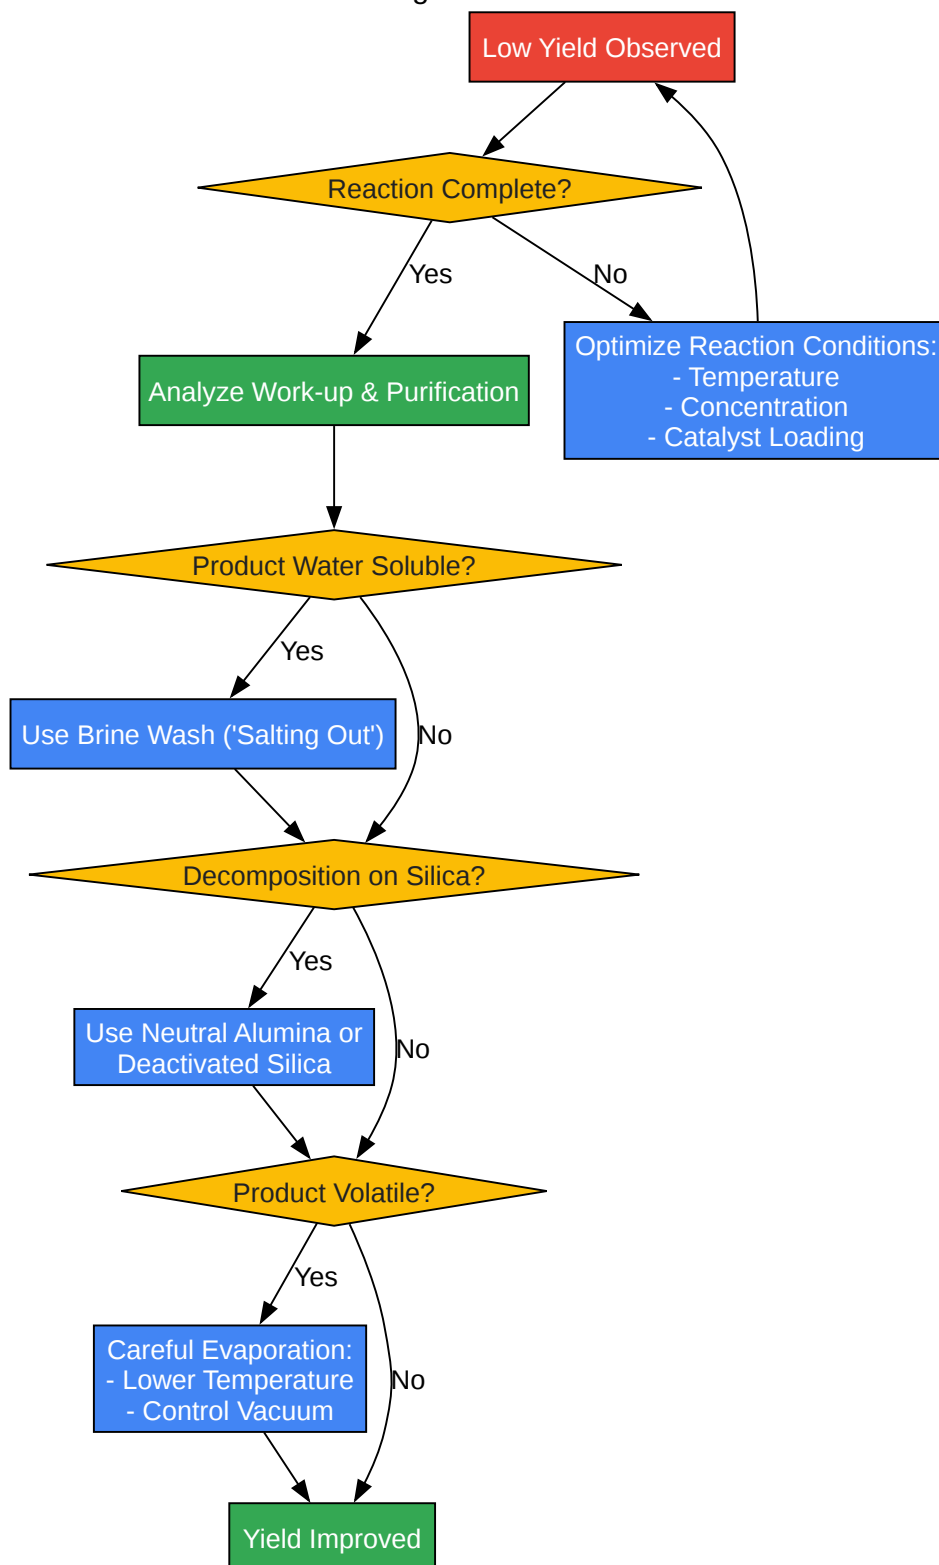 Low Yield Observed
Reaction Complete?
Yes
No
Optimize Reaction Conditions:
- Temperature
- Concentration
- Catalyst Loading
Analyze Work-up & Purification
Product Water Soluble?
Yes
Use Brine Wash ('Salting Out')
No
Decomposition on Silica?
Yes
Use Neutral Alumina or
Deactivated Silica
No
Product Volatile?
Yes
Careful Evaporation:
- Lower Temperature
- Control Vacuum
No
Yield Improved